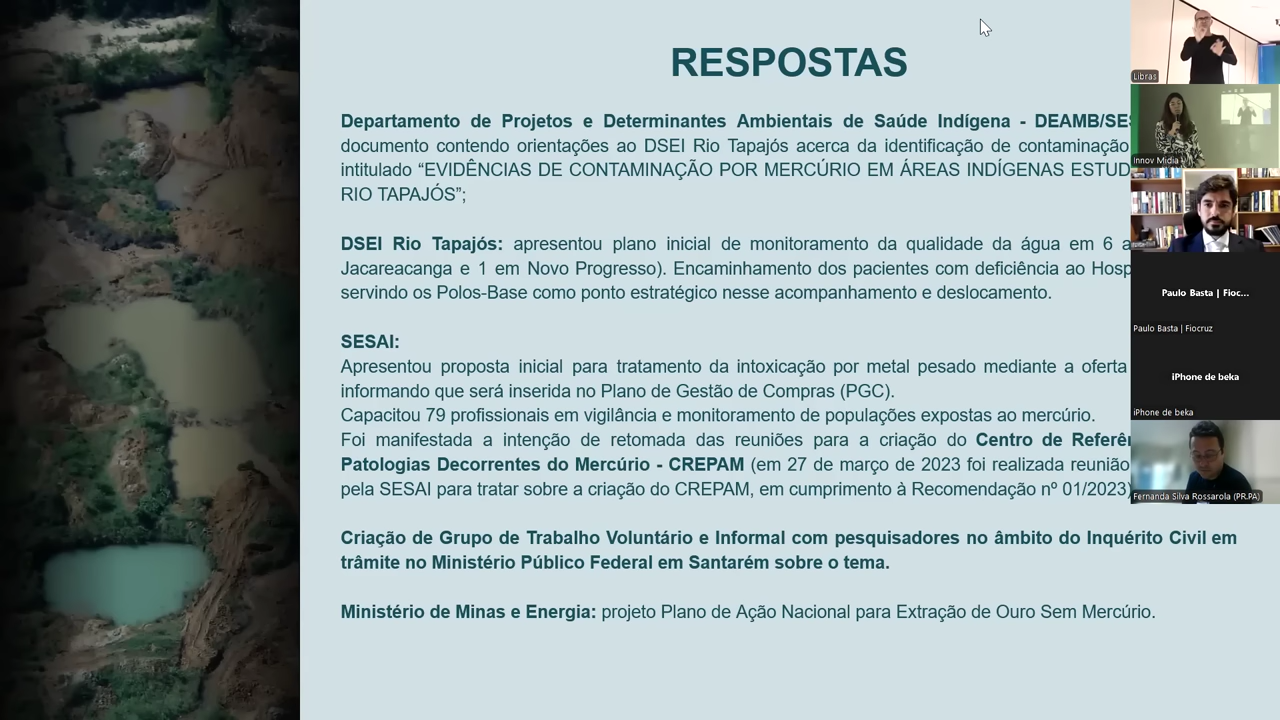 RESPOSTAS
Departamento de Projetos e Determinantes Ambientais de Saúde Indígena - DEAMB/SES
documento contendo orientações ao DSEI Rio Tapajós acerca da identificação de contaminação
intitulado “EVIDÊNCIAS DE CONTAMINAÇÃO POR MERCÚRIO EM ÁREAS INDÍGENAS ESTUD
RIO TAPAJÓS”;
DSEI Rio Tapajós: apresentou plano inicial de monitoramento da qualidade da água em 6 a
Jacareacanga e 1 em Novo Progresso). Encaminhamento dos pacientes com deficiência ao Hosp
servindo os Polos-Base como ponto estratégico nesse acompanhamento e deslocamento.
SESAI:
Apresentou proposta inicial para tratamento da intoxicação por metal pesado mediante a oferta
informando que será inserida no Plano de Gestão de Compras (PGC).
Capacitou 79 profissionais em vigilância e monitoramento de populações expostas ao mercúrio.
Foi manifestada a intenção de retomada das reuniões para a criação do Centro de Referên
Patologias Decorrentes do Mercúrio - CREPAM (em 27 de março de 2023 foi realizada reunião
pela SESAI para tratar sobre a criação do CREPAM, em cumprimento à Recomendação nº 01/2023)
Criação de Grupo de Trabalho Voluntário e Informal com pesquisadores no âmbito do Inquérito Civil em
trâmite no Ministério Público Federal em Santarém sobre o tema.
Ministério de Minas e Energia: projeto Plano de Ação Nacional para Extração de Ouro Sem Mercúrio.
Libras
Innov Midia
Paulo Basta | Fioc...
Paulo Basta | Fiocruz
iPhone de beka
iPhone de beka
Fernanda Silva Rossarola (PR.PA)